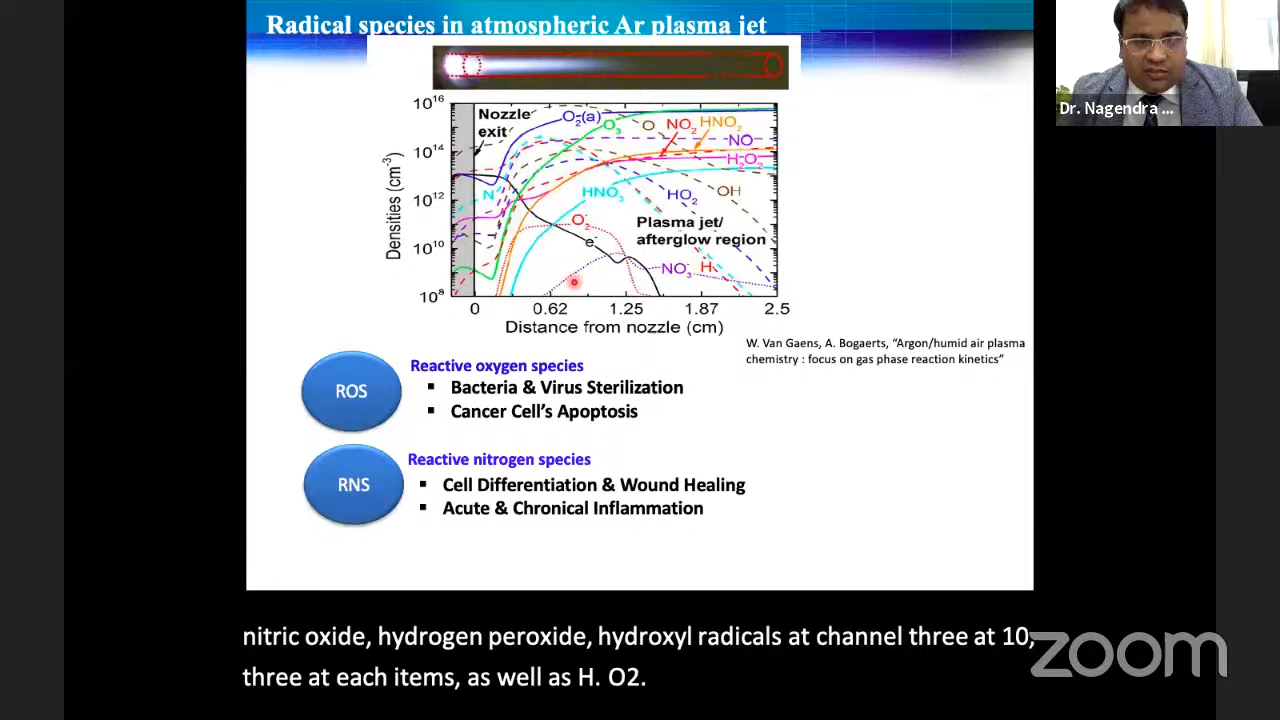 Radical species in atmospheric Ar plasma jet
Dr. Nagendra ...
Densities (cm-3)
10^16
10^14
10^12
10^10
10^8
Nozzle
exit
O2(a)
O3
O
NO2
HNO2
NO
H2O2
N
HNO3
HO2
OH
O2-
e-
Plasma jet/
afterglow region
NO3-
H
0
0.62
1.25
1.87
2.5
Distance from nozzle (cm)
W. Van Gaens, A. Bogaerts, “Argon/humid air plasma
chemistry : focus on gas phase reaction kinetics”
ROS
Reactive oxygen species
▪ Bacteria & Virus Sterilization
▪ Cancer Cell’s Apoptosis
RNS
Reactive nitrogen species
▪ Cell Differentiation & Wound Healing
▪ Acute & Chronical Inflammation
nitric oxide, hydrogen peroxide, hydroxyl radicals at channel three at 10,
three at each items, as well as H. O2.
zoom